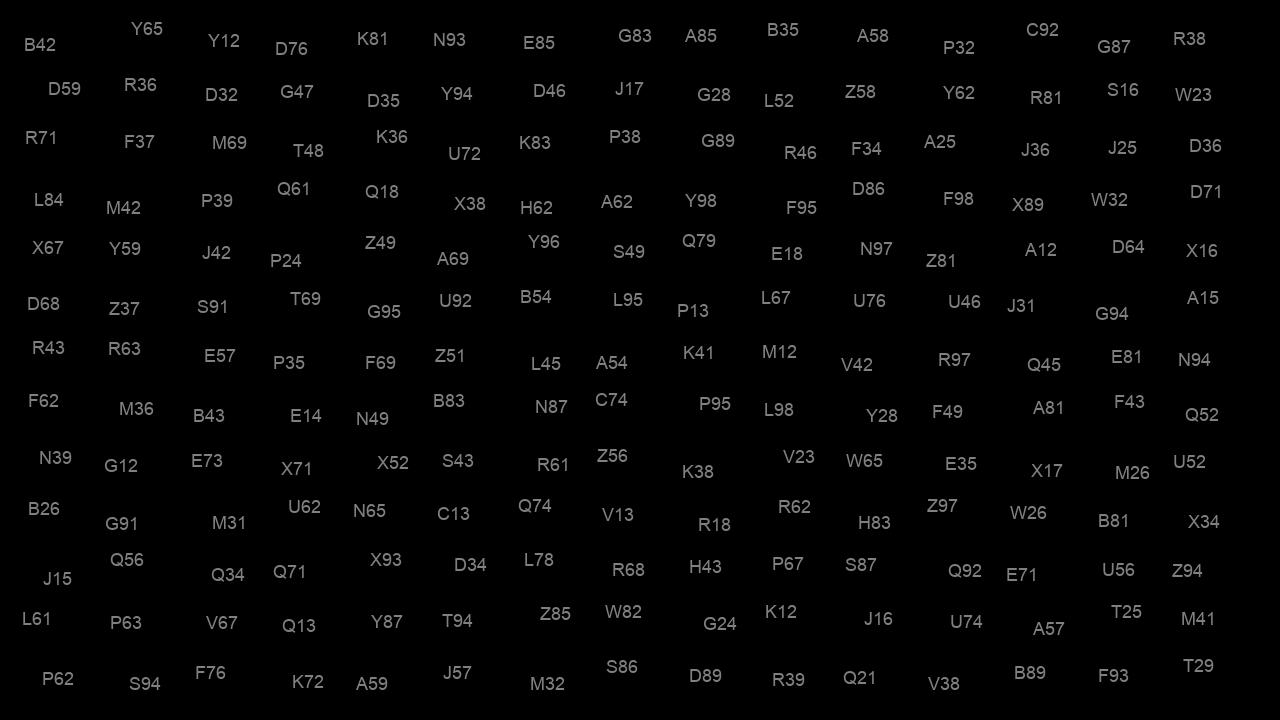 B42 Y65 Y12 D76 K81 N93 E85 G83 A85 B35 A58 P32 C92 G87 R38
D59 R36 D32 G47 D35 Y94 D46 J17 G28 L52 Z58 Y62 R81 S16 W23
R71 F37 M69 T48 K36 U72 K83 P38 G89 R46 F34 A25 J36 J25 D36
L84 M42 P39 Q61 Q18 X38 H62 A62 Y98 F95 D86 F98 X89 W32 D71
X67 Y59 J42 P24 Z49 A69 Y96 S49 Q79 E18 N97 Z81 A12 D64 X16
D68 Z37 S91 T69 G95 U92 B54 L95 P13 L67 U76 U46 J31 G94 A15
R43 R63 E57 P35 F69 Z51 L45 A54 K41 M12 V42 R97 Q45 E81 N94
F62 M36 B43 E14 N49 B83 N87 C74 P95 L98 Y28 F49 A81 F43 Q52
N39 G12 E73 X71 X52 S43 R61 Z56 K38 V23 W65 E35 X17 M26 U52
B26 G91 M31 U62 N65 C13 Q74 V13 R18 R62 H83 Z97 W26 B81 X34
J15 Q56 Q34 Q71 X93 D34 L78 R68 H43 P67 S87 Q92 E71 U56 Z94
L61 P63 V67 Q13 Y87 T94 Z85 W82 G24 K12 J16 U74 A57 T25 M41
P62 S94 F76 K72 A59 J57 M32 S86 D89 R39 Q21 V38 B89 F93 T29